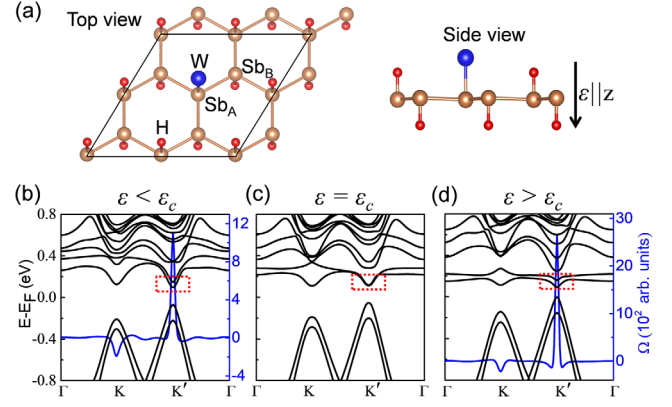 (a)
Top view
Side view
W
Sb_B
Sb_A
H
ε||z
(b) ε < ε_c
(c) ε = ε_c
(d) ε > ε_c
E-E_F (eV)
0.8
0.4
0.0
-0.4
-0.8
12
8
4
0
-4
30
20
10
0
Ω (10² arb. units)
Γ K K′ Γ
Γ K K′ Γ
Γ K K′ Γ